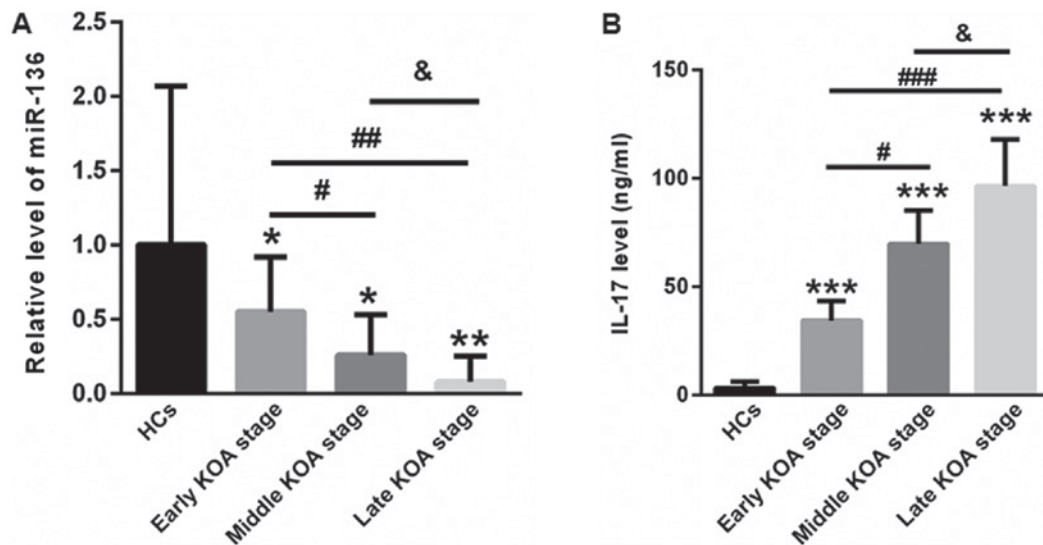 A
Relative level of miR-136
2.5
2.0
1.5
1.0
0.5
0.0
&
##
#
*
*
**
HCs
Early KOA stage
Middle KOA stage
Late KOA stage
B
IL-17 level (ng/ml)
150
100
50
0
&
###
#
***
***
***
HCs
Early KOA stage
Middle KOA stage
Late KOA stage